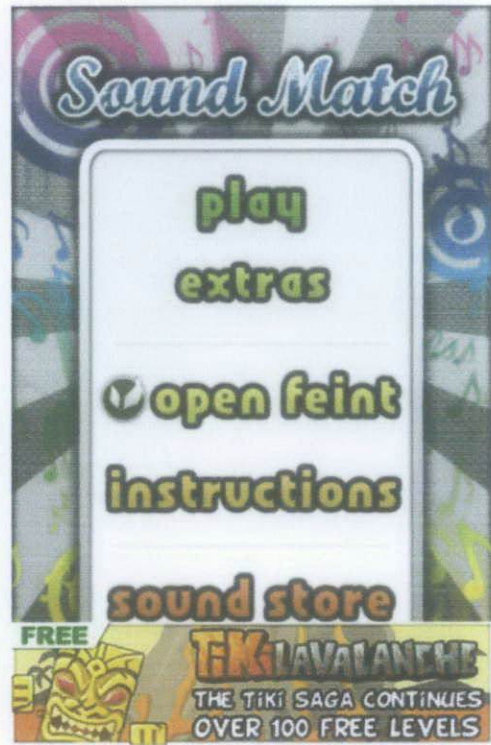 Sound Match
play
extras
open feint
instructions
sound store
FREE
TiKi LAVALANCHE
THE TiKi SAGA CONTiNUES
OVER 100 FREE LEVELS